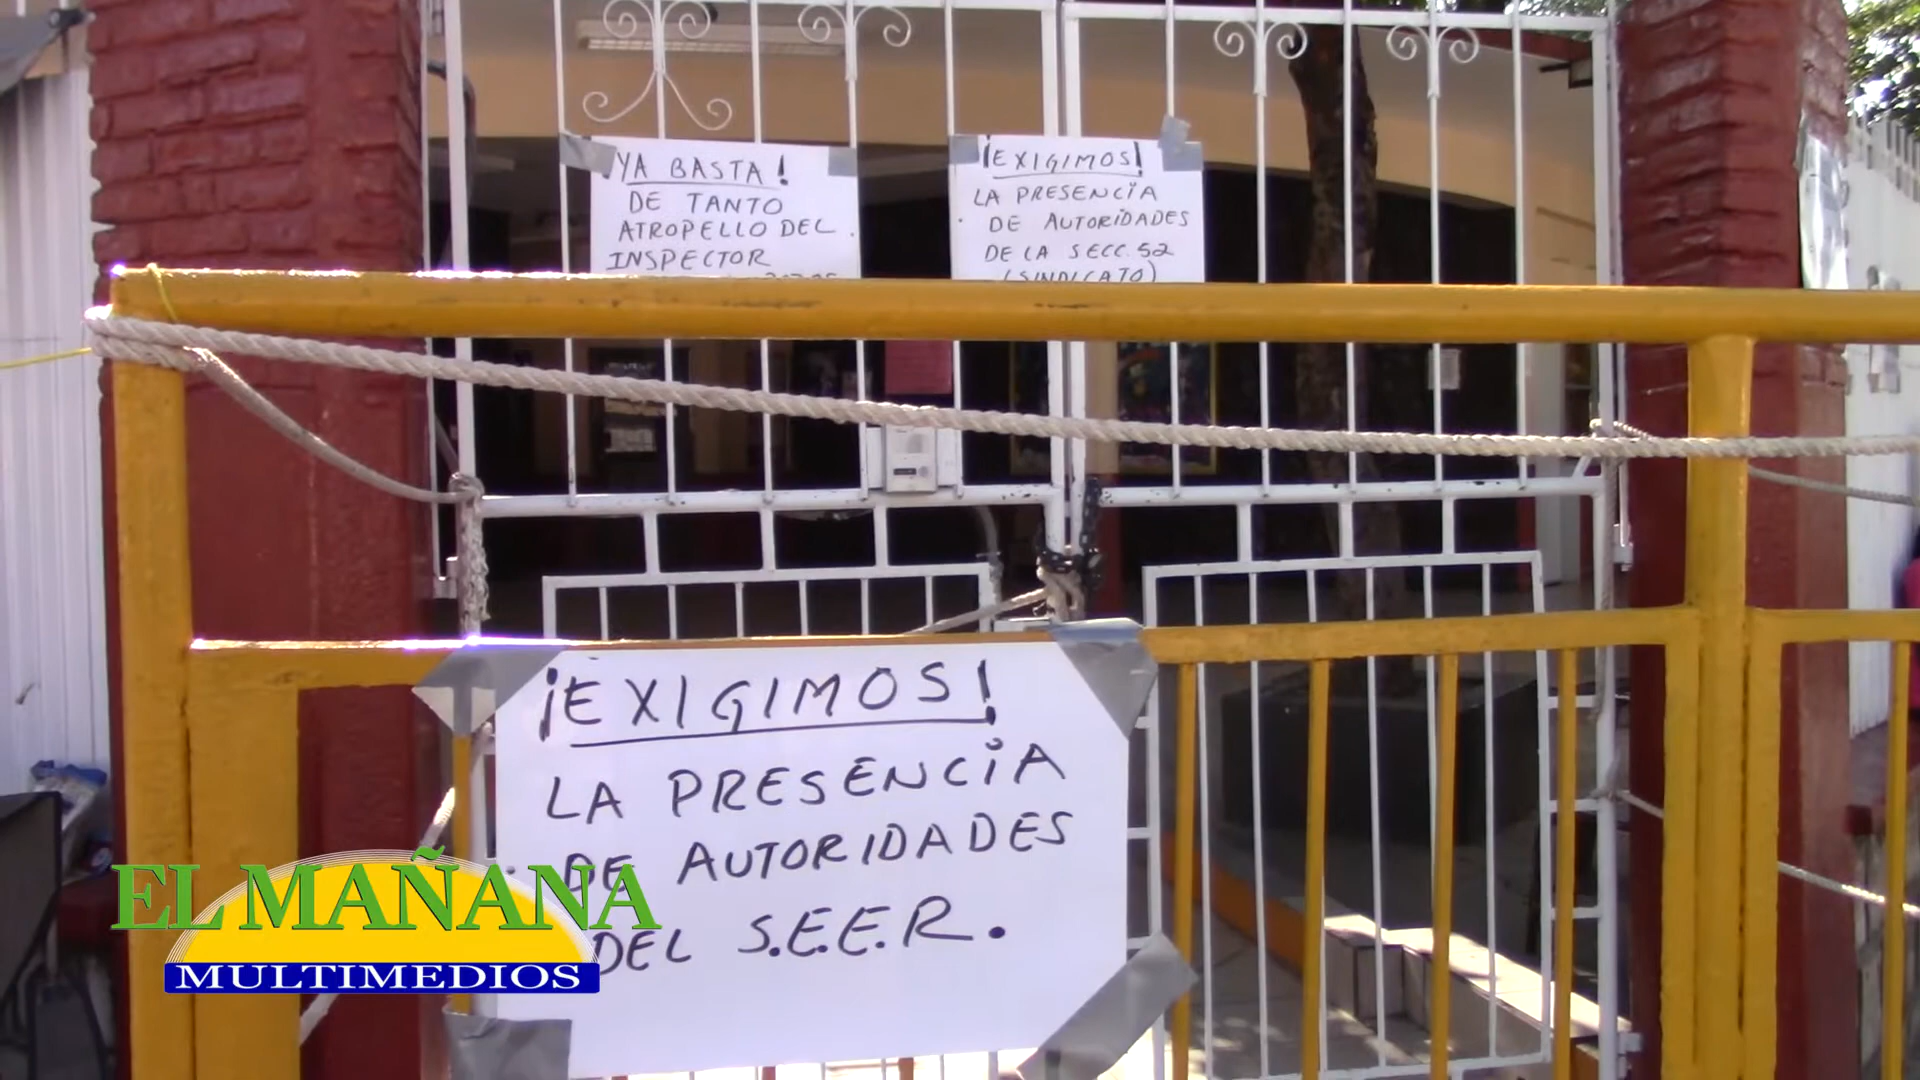 YA BASTA!
DE TANTO
ATROPELLO DEL
INSPECTOR
¡EXIGIMOS!
LA PRESENCIA
DE AUTORIDADES
DE LA SECC. 52
(SINDICATO)
¡EXIGIMOS!
LA PRESENCIA
DE AUTORIDADES
DEL S.E.E.R.
EL MAÑANA
MULTIMEDIOS